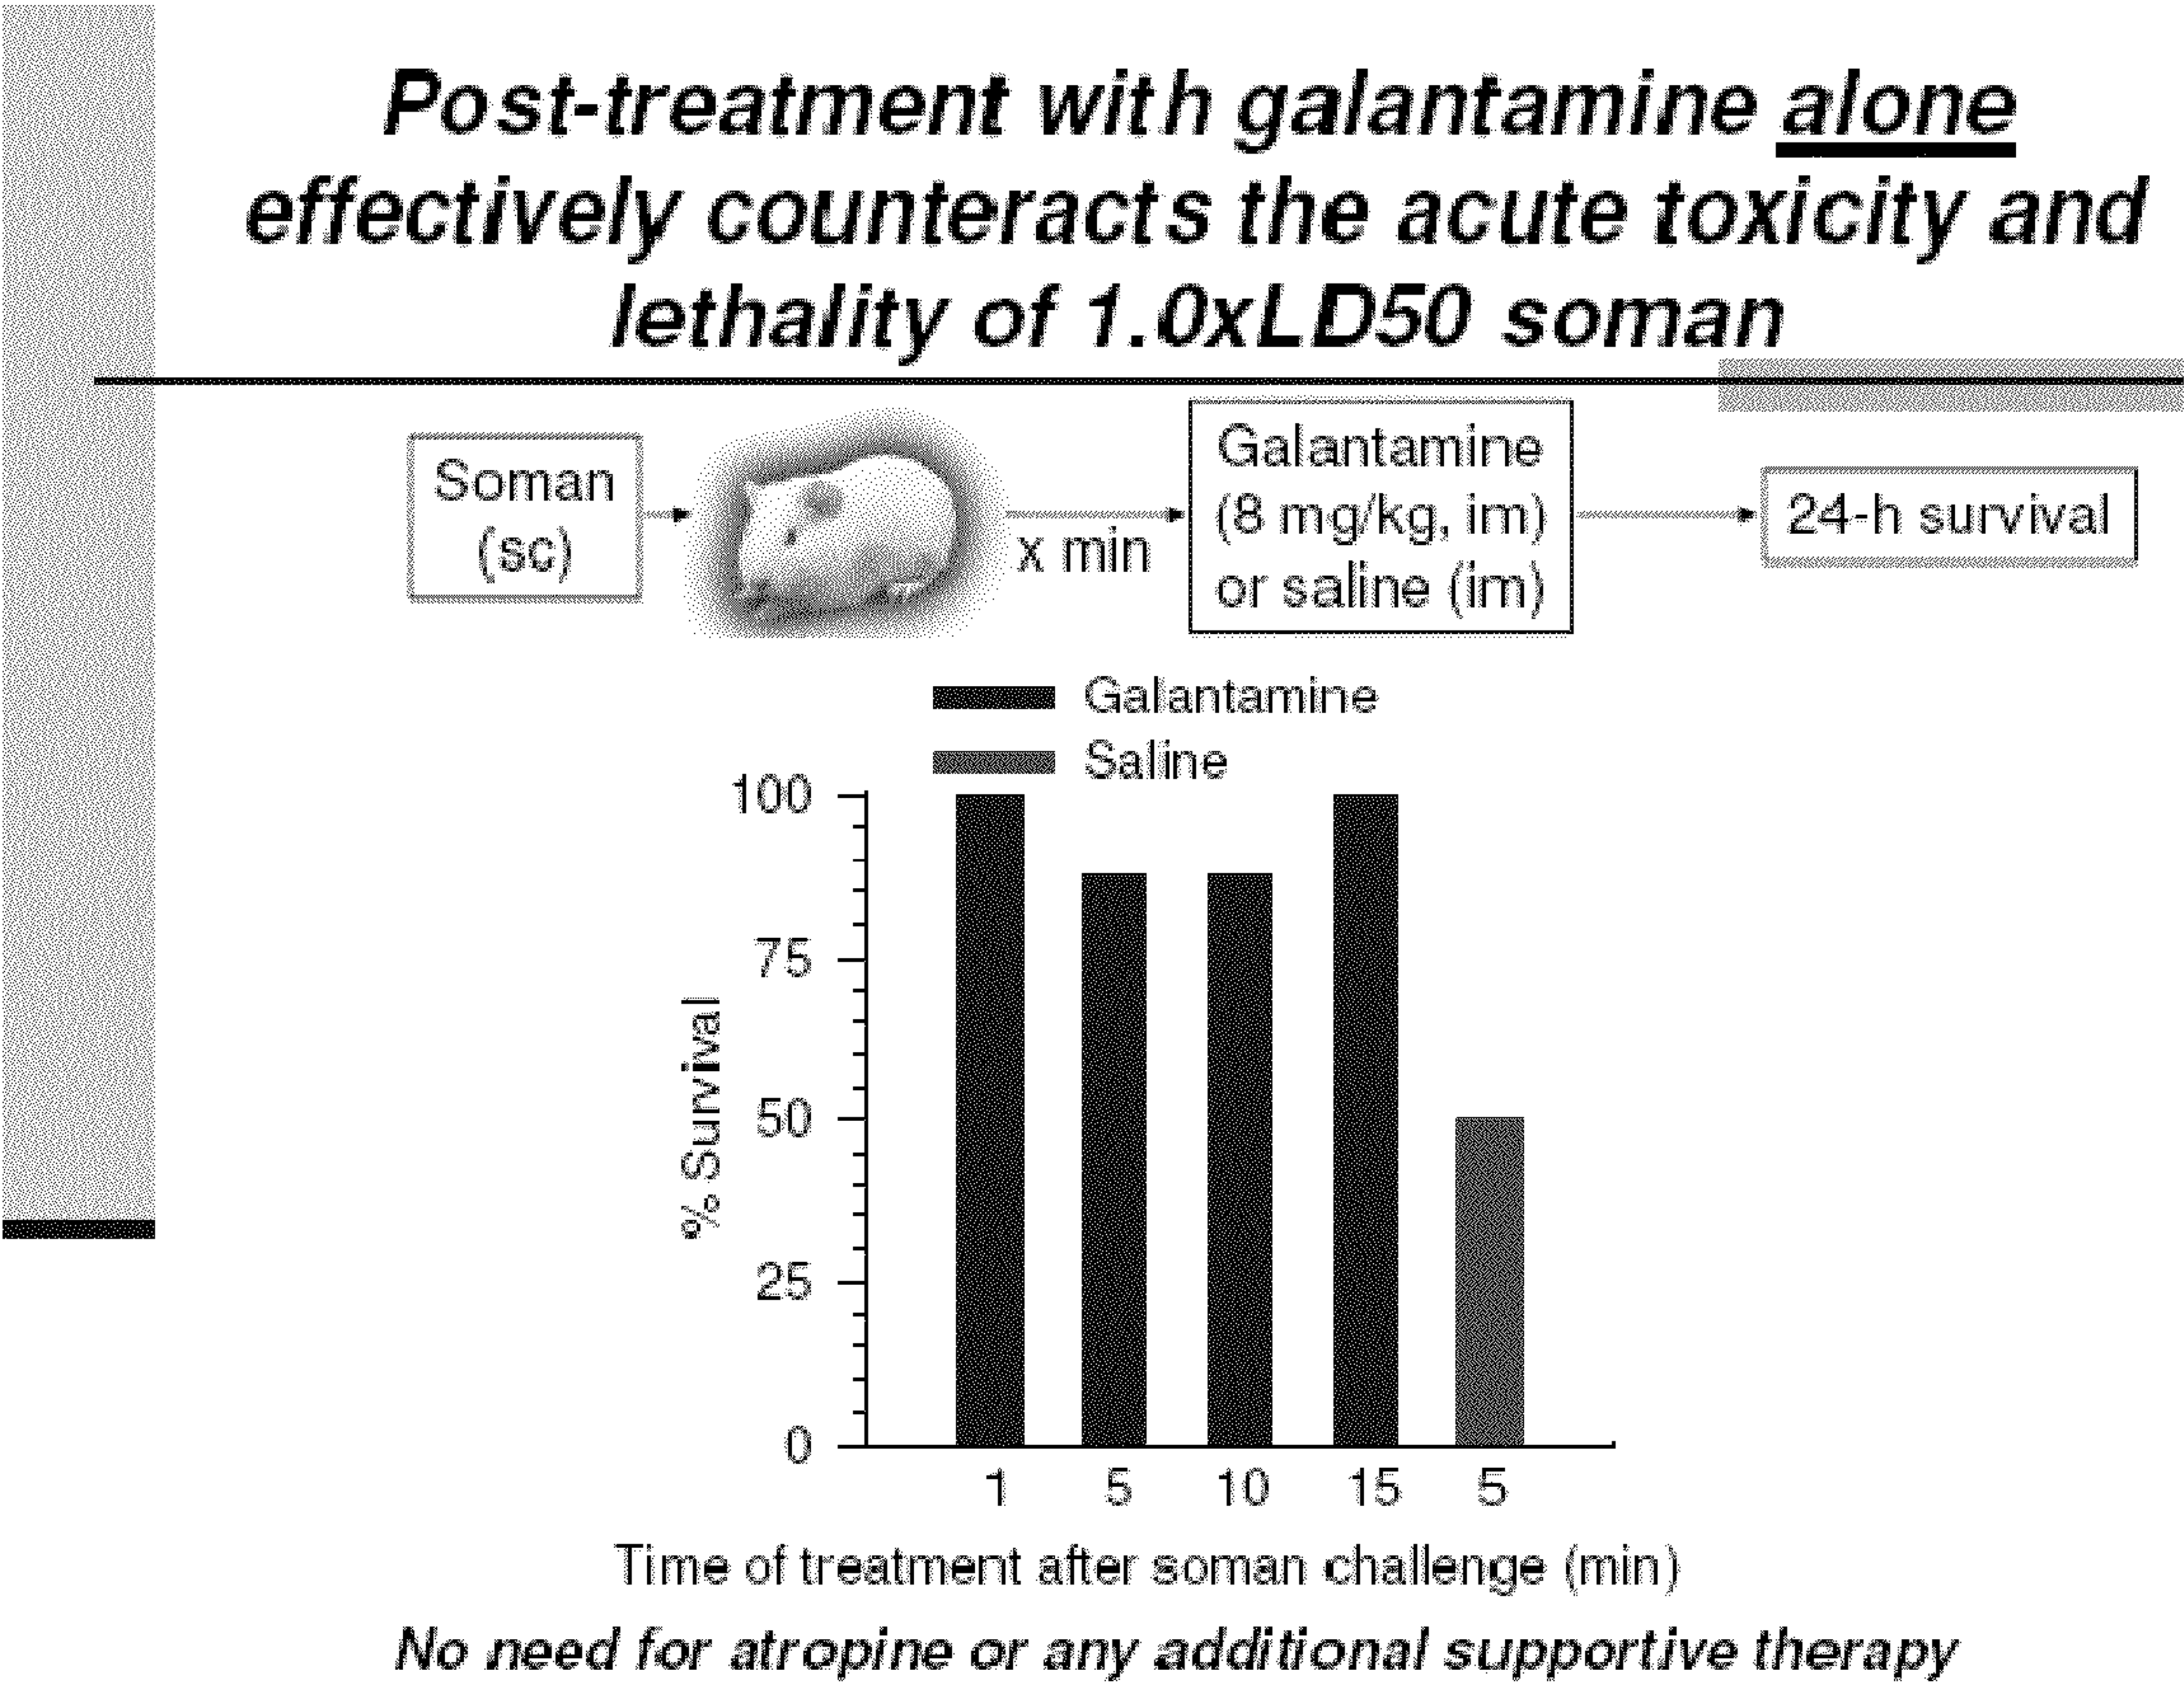 Post-treatment with galantamine alone
effectively counteracts the acute toxicity and
lethality of 1.0xLD50 soman
Soman
(sc)
x min
Galantamine
(8 mg/kg, im)
or saline (im)
24-h survival
Galantamine
Saline
% Survival
100
75
50
25
0
1 5 10 15 5
Time of treatment after soman challenge (min)
No need for atropine or any additional supportive therapy